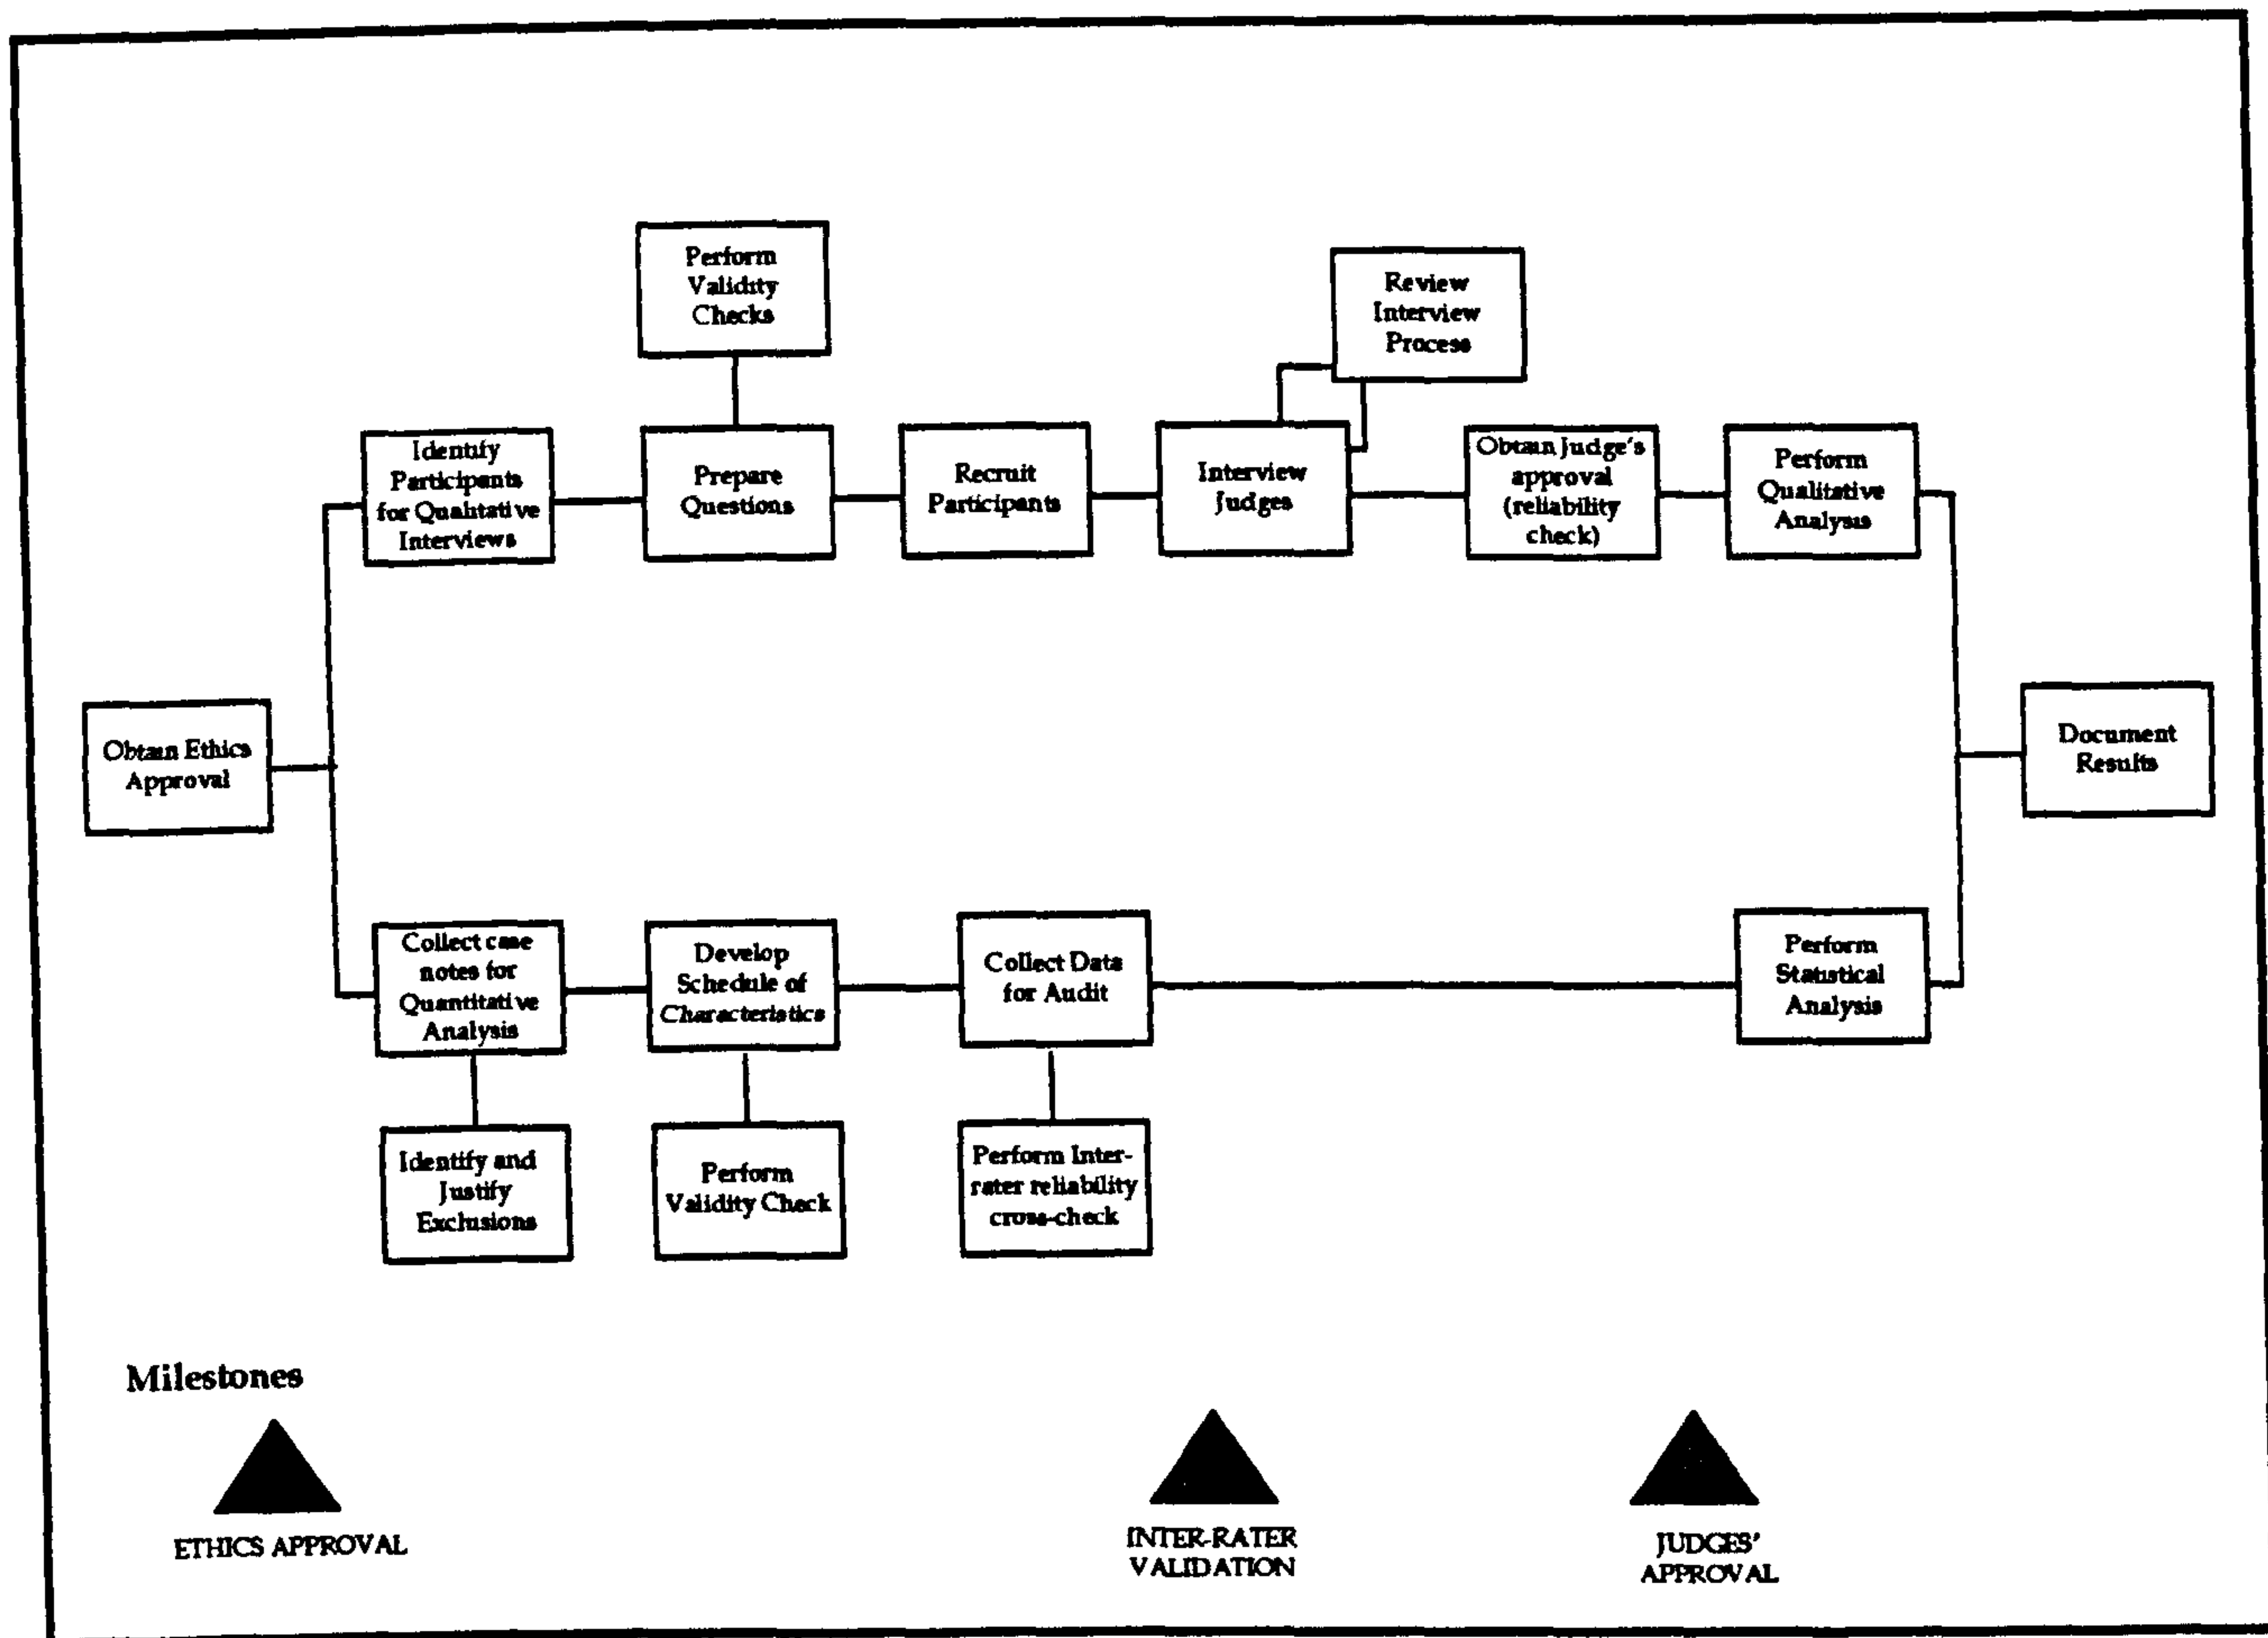 Perform
Validity
Checks
Review
Interview
Process
Identify
Participants
for Qualitative
Interviews
Prepare
Questions
Recruit
Participants
Interview
Judges
Obtain Judge's
approval
(reliability
check)
Perform
Qualitative
Analysis
Obtain Ethics
Approval
Document
Results
Collect case
notes for
Quantitative
Analysis
Develop
Schedule of
Characteristics
Collect Data
for Audit
Perform
Statistical
Analysis
Identify and
Justify
Exclusions
Perform
Validity Check
Perform Inter-
rater reliability
cross-check
Milestones
ETHICS APPROVAL
INTER-RATER
VALIDATION
JUDGES'
APPROVAL